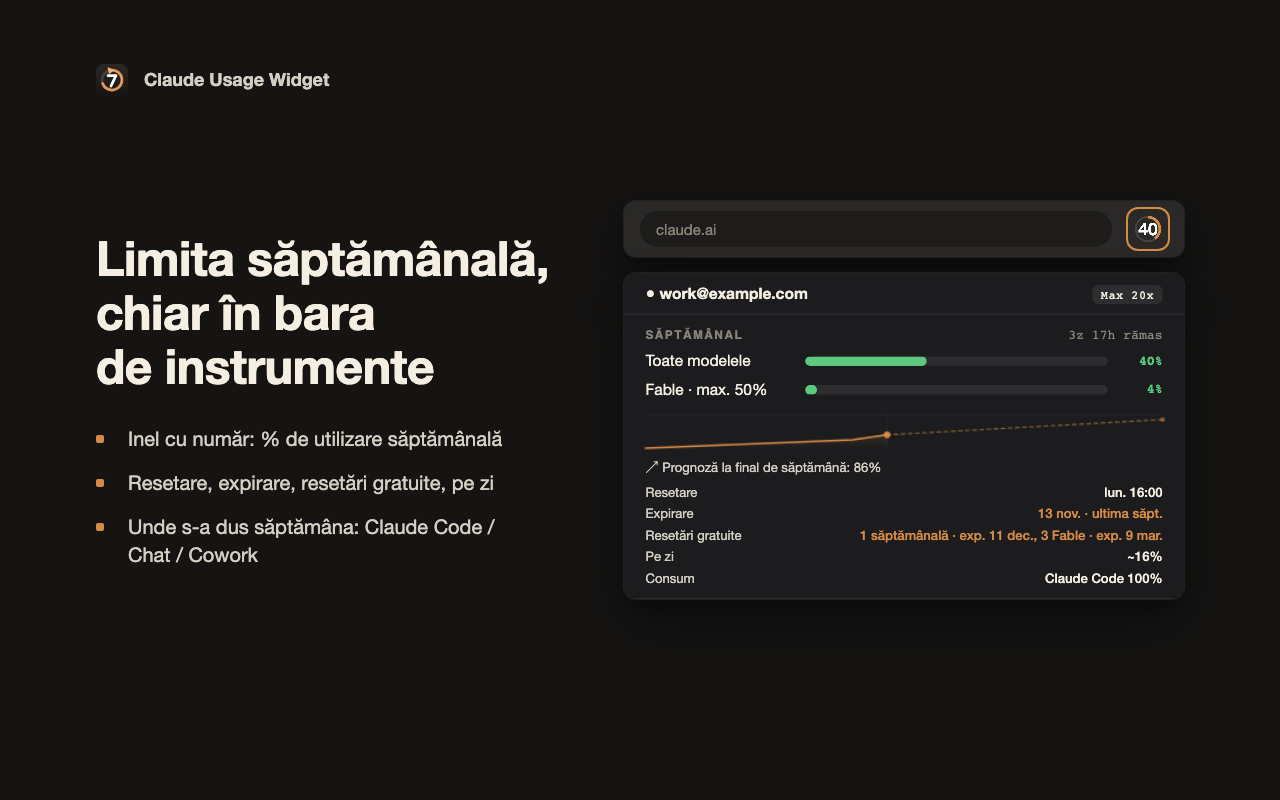 7
Claude Usage Widget
Limita săptămânală,
chiar în bara
de instrumente
Inel cu număr: % de utilizare săptămânală
Resetare, expirare, resetări gratuite, pe zi
Unde s-a dus săptămâna: Claude Code /
Chat / Cowork
claude.ai
40
work@example.com
Max 20x
SĂPTĂMÂNAL
3z 17h rămas
Toate modelele
40%
Fable · max. 50%
4%
↗ Prognoză la final de săptămână: 86%
Resetare
lun. 16:00
Expirare
13 nov. · ultima săpt.
Resetări gratuite
1 săptămânală · exp. 11 dec., 3 Fable · exp. 9 mar.
Pe zi
~16%
Consum
Claude Code 100%